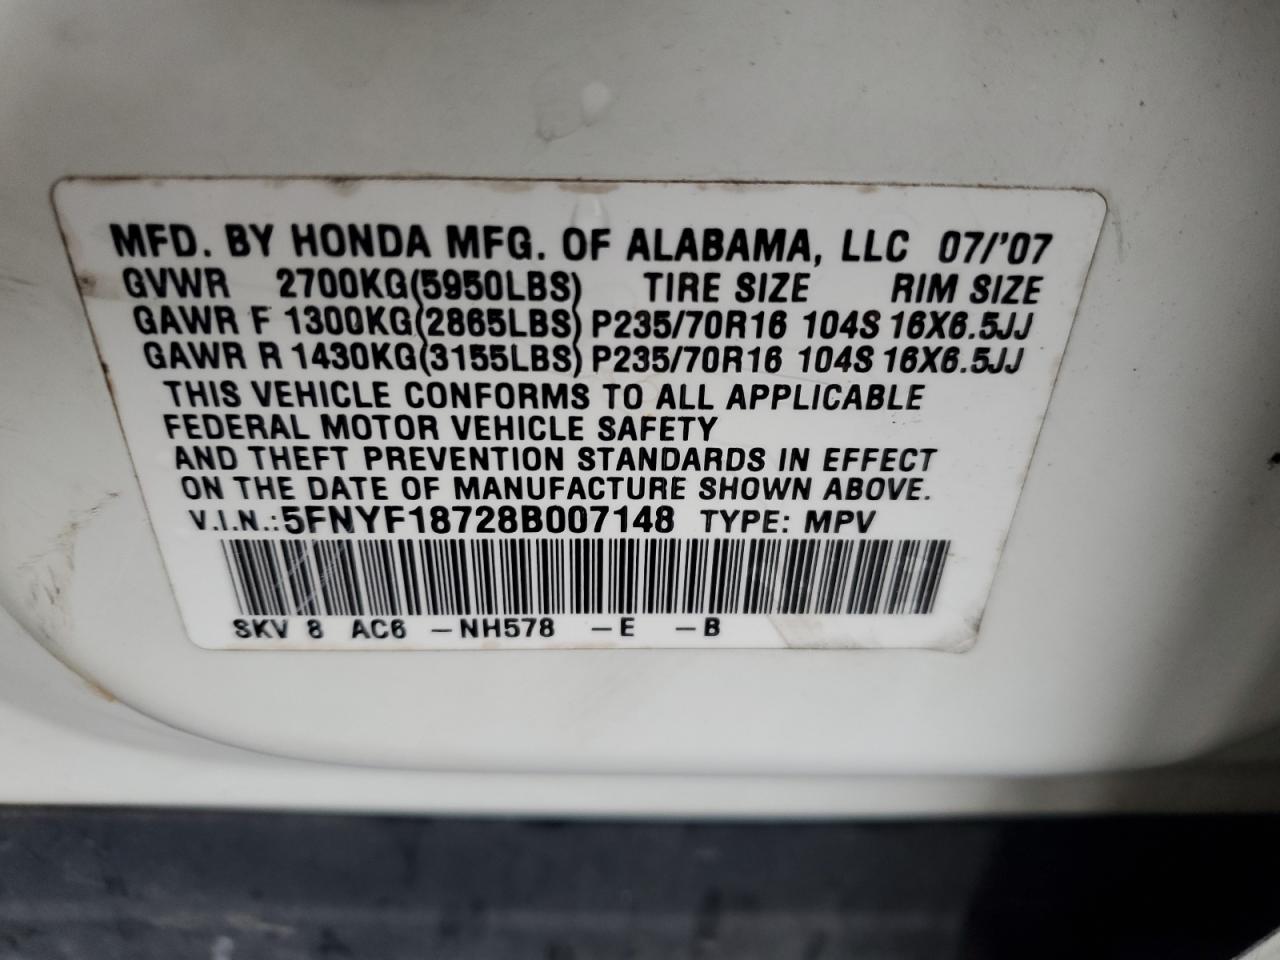 MFD. BY HONDA MFG. OF ALABAMA, LLC 07/'07
GVWR 2700KG(5950LBS) TIRE SIZE RIM SIZE
GAWR F 1300KG(2865LBS) P235/70R16 104S 16X6.5JJ
GAWR R 1430KG(3155LBS) P235/70R16 104S 16X6.5JJ
THIS VEHICLE CONFORMS TO ALL APPLICABLE
FEDERAL MOTOR VEHICLE SAFETY
AND THEFT PREVENTION STANDARDS IN EFFECT
ON THE DATE OF MANUFACTURE SHOWN ABOVE.
V.I.N.:5FNYF18728B007148 TYPE: MPV
SKV 8 AC6 -NH578 -E -B